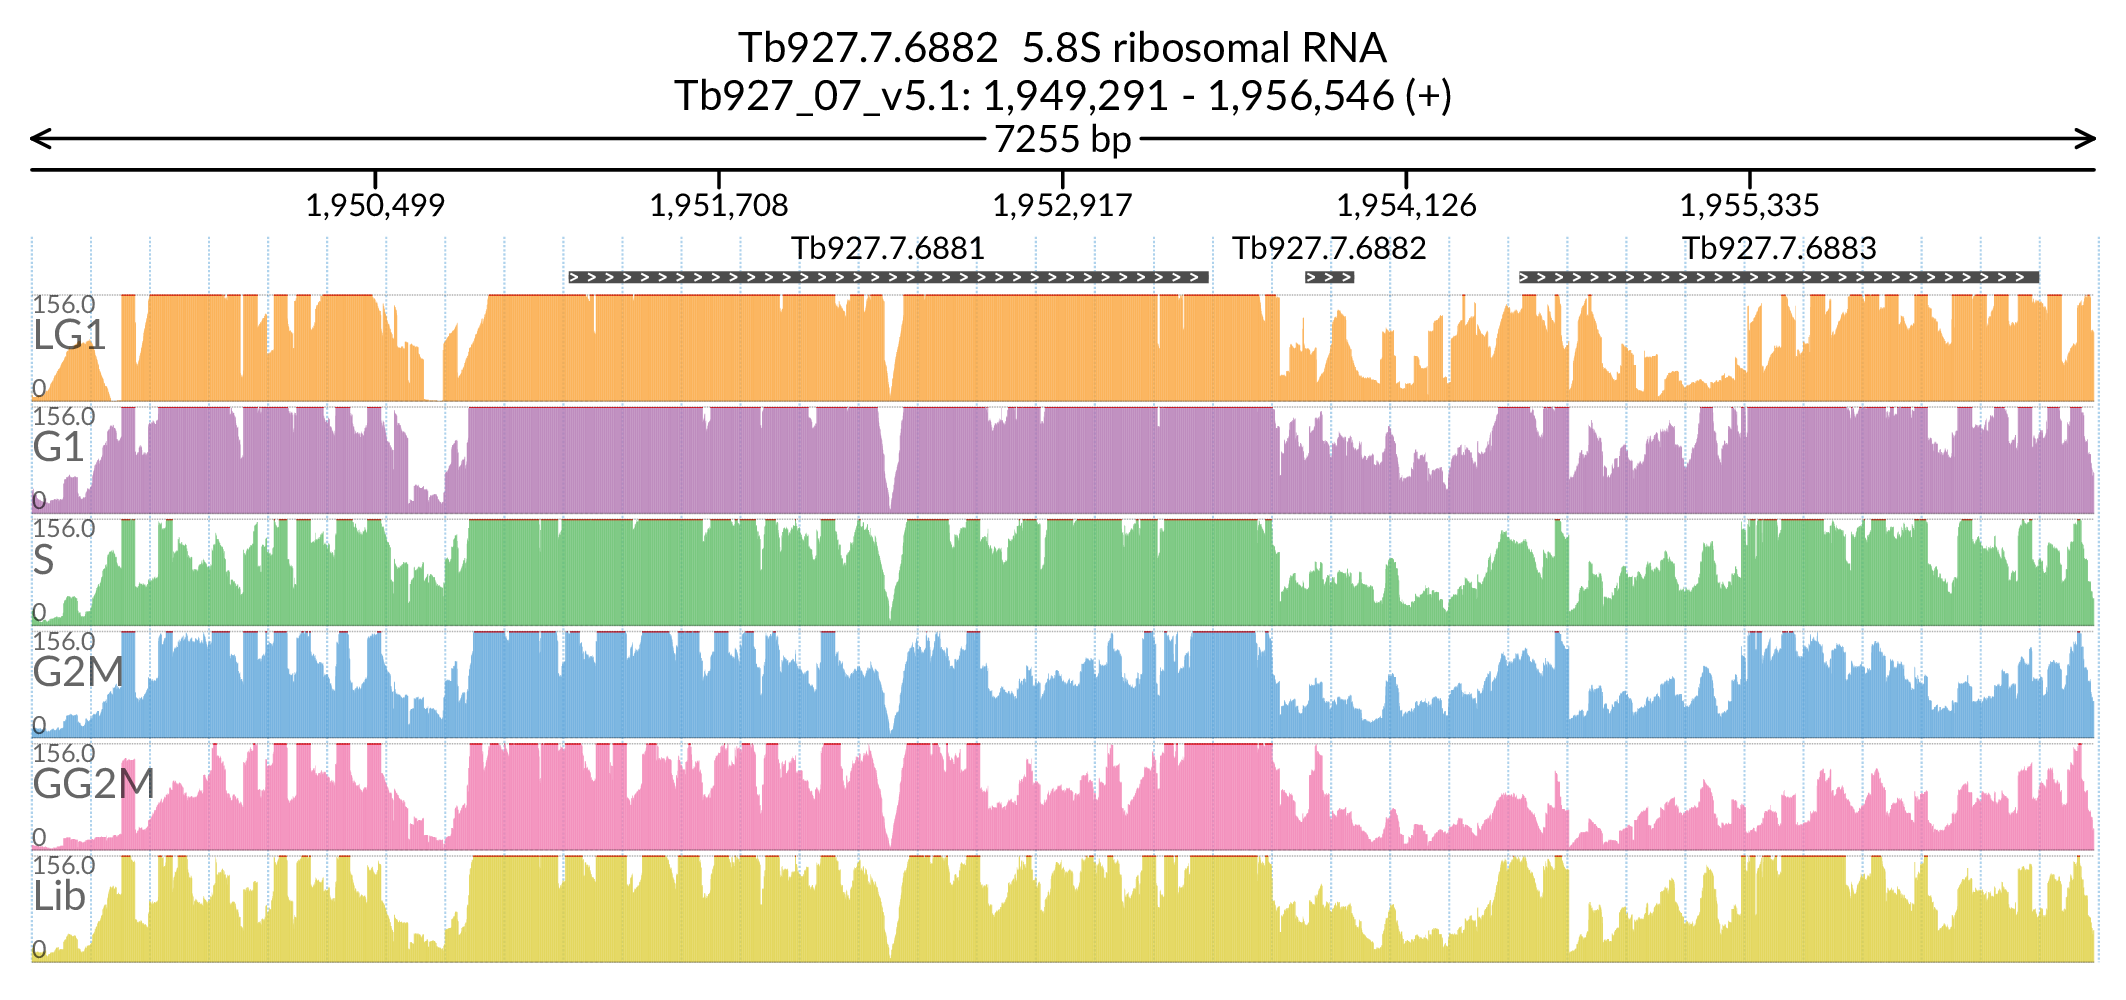 Tb927.7.6882  5.8S ribosomal RNA
Tb927_07_v5.1: 1,949,291 - 1,956,546 (+)
7255 bp
1,950,499 1,951,708 1,952,917 1,954,126 1,955,335
Tb927.7.6881 Tb927.7.6882 Tb927.7.6883
156.0
LG1
0
156.0
G1
0
156.0
S
0
156.0
G2M
0
156.0
GG2M
0
156.0
Lib
0